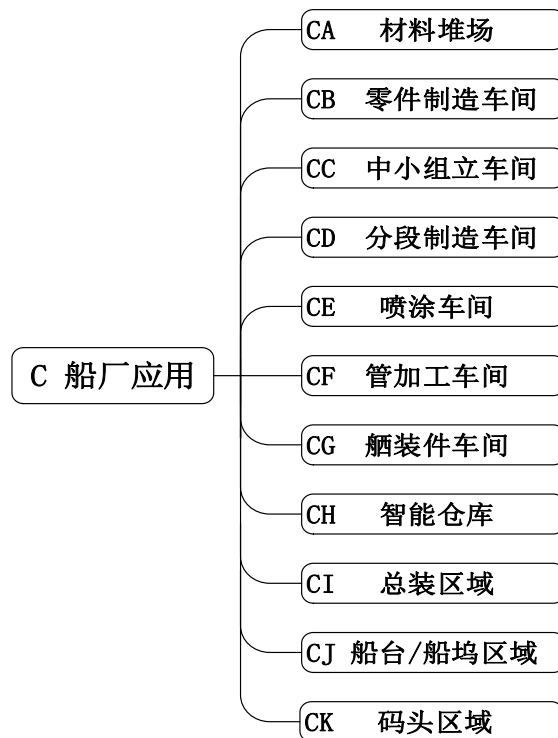 CA 材料堆场
CB 零件制造车间
CC 中小组立车间
CD 分段制造车间
CE 喷涂车间
C 船厂应用
CF 管加工车间
CG 舾装件车间
CH 智能仓库
CI 总装区域
CJ 船台/船坞区域
CK 码头区域